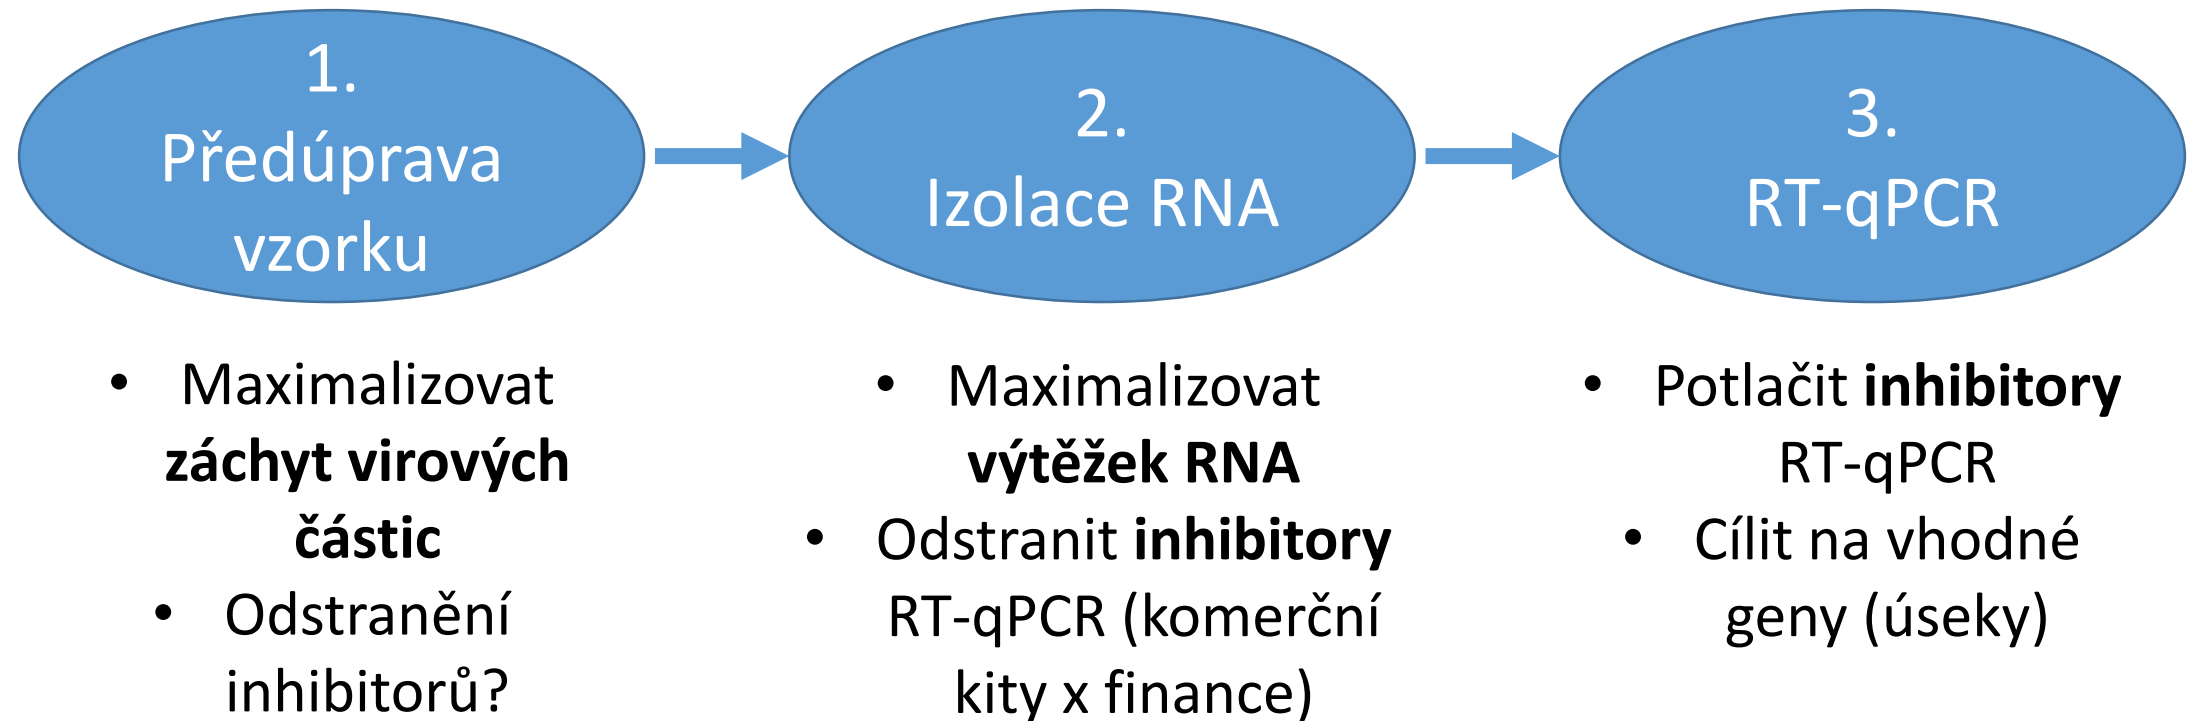 1.
Předúprava
vzorku
2.
Izolace RNA
3.
RT-qPCR
• Maximalizovat
záchyt virových
částic
• Odstranění
inhibitorů?
• Maximalizovat
výtěžek RNA
• Odstranit inhibitory
RT-qPCR (komerční
kity x finance)
• Potlačit inhibitory
RT-qPCR
• Cílit na vhodné
geny (úseky)